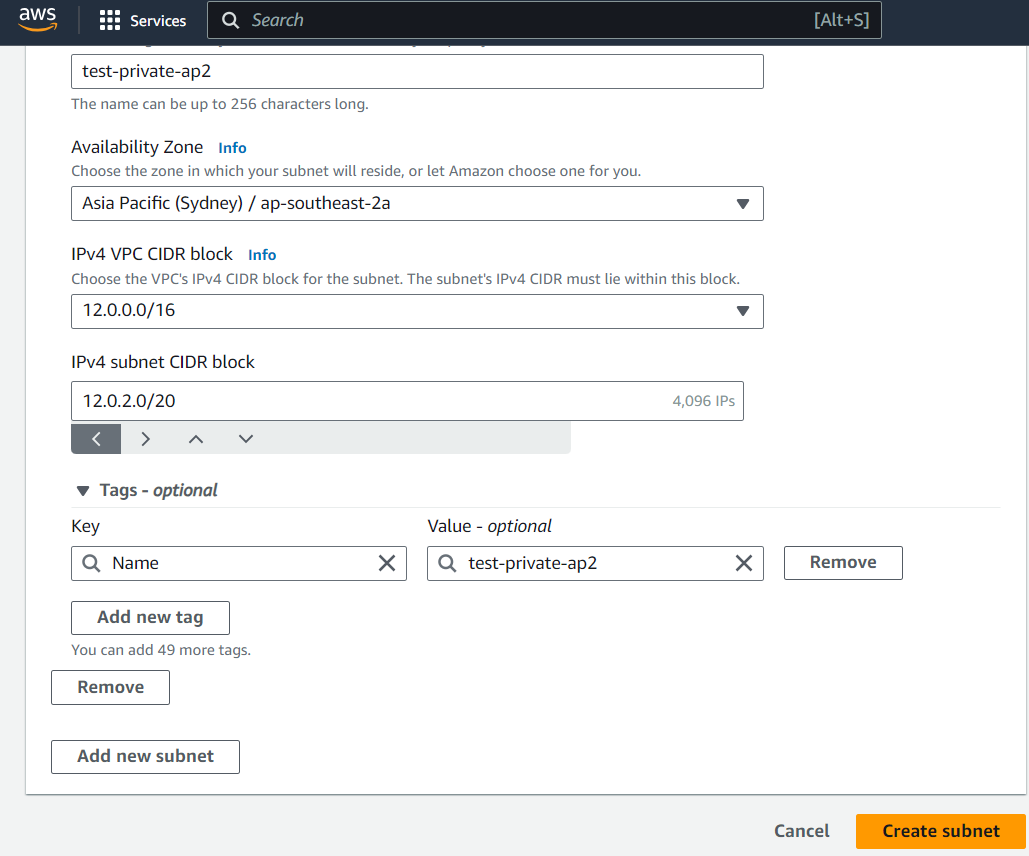 aws
Services
Search
[Alt+S]
test-private-ap2
The name can be up to 256 characters long.
Availability Zone Info
Choose the zone in which your subnet will reside, or let Amazon choose one for you.
Asia Pacific (Sydney) / ap-southeast-2a
IPv4 VPC CIDR block Info
Choose the VPC's IPv4 CIDR block for the subnet. The subnet's IPv4 CIDR must lie within this block.
12.0.0.0/16
IPv4 subnet CIDR block
12.0.2.0/20 4,096 IPs
Tags - optional
Key Value - optional
Name test-private-ap2 Remove
Add new tag
You can add 49 more tags.
Remove
Add new subnet
Cancel Create subnet